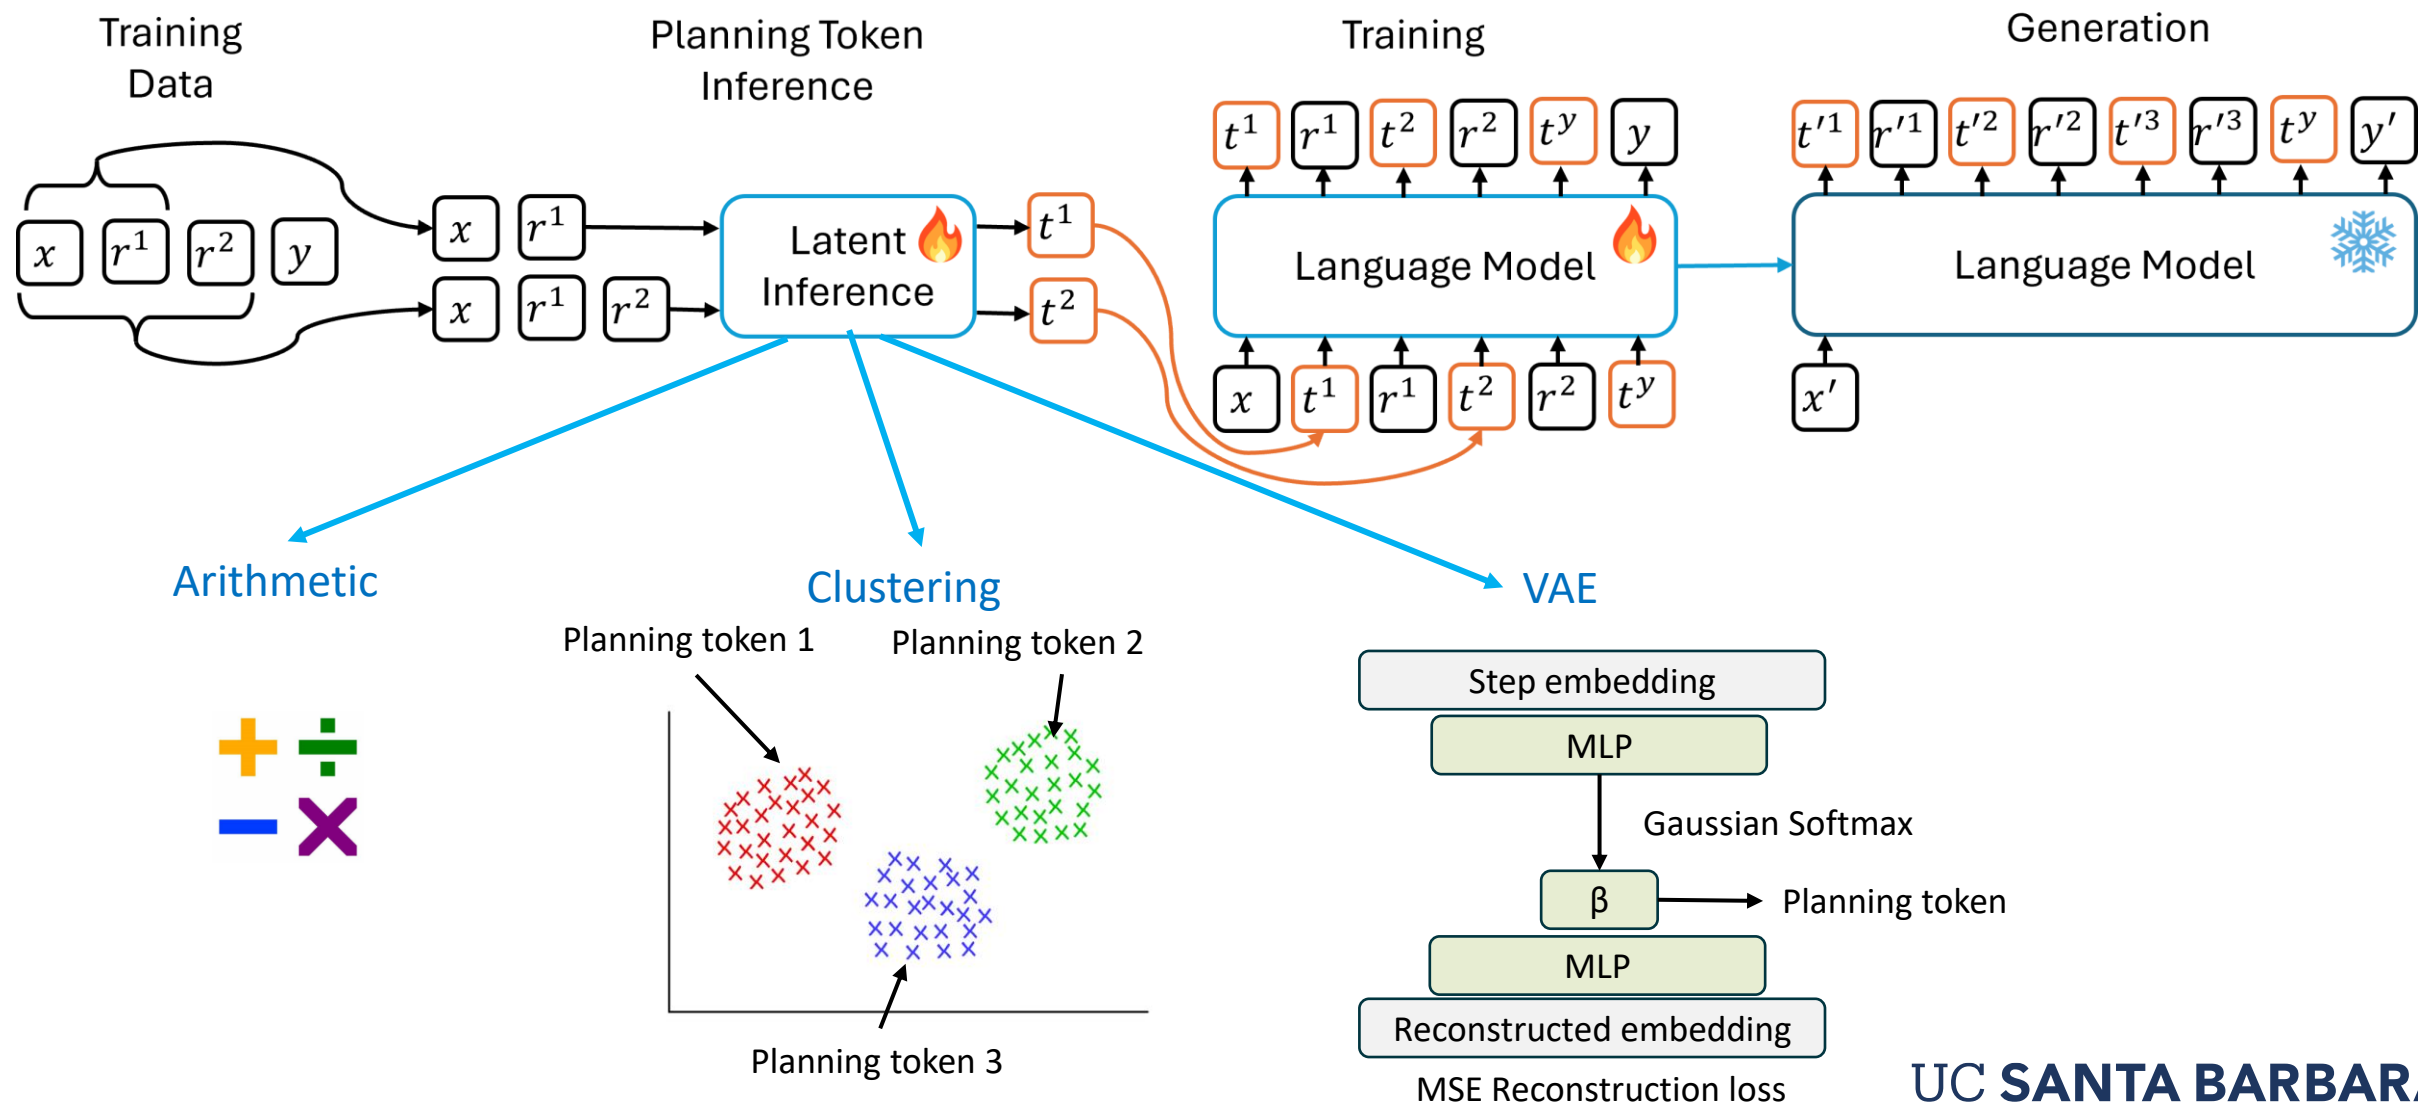 Training
Data
Planning Token
Inference
Training
Generation
t¹ r¹ t² r² tʸ y
t′¹ r′¹ t′² r′² t′³ r′³ tʸ y′
x r¹ r² y
x r¹
Latent
Inference
t¹
x r¹ r²
t²
Language Model
Language Model
x t¹ r¹ t² r² tʸ
x′
Arithmetic
Clustering
VAE
Planning token 1
Planning token 2
Planning token 3
Step embedding
MLP
Gaussian Softmax
β
Planning token
MLP
Reconstructed embedding
MSE Reconstruction loss
UC SANTA BARBARA